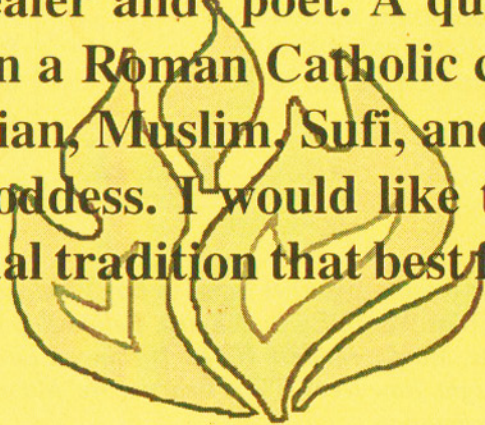 ealer and poet. A qu
n a Roman Catholic c
ian, Muslim, Sufi, and
oddess. I would like t
al tradition that best f